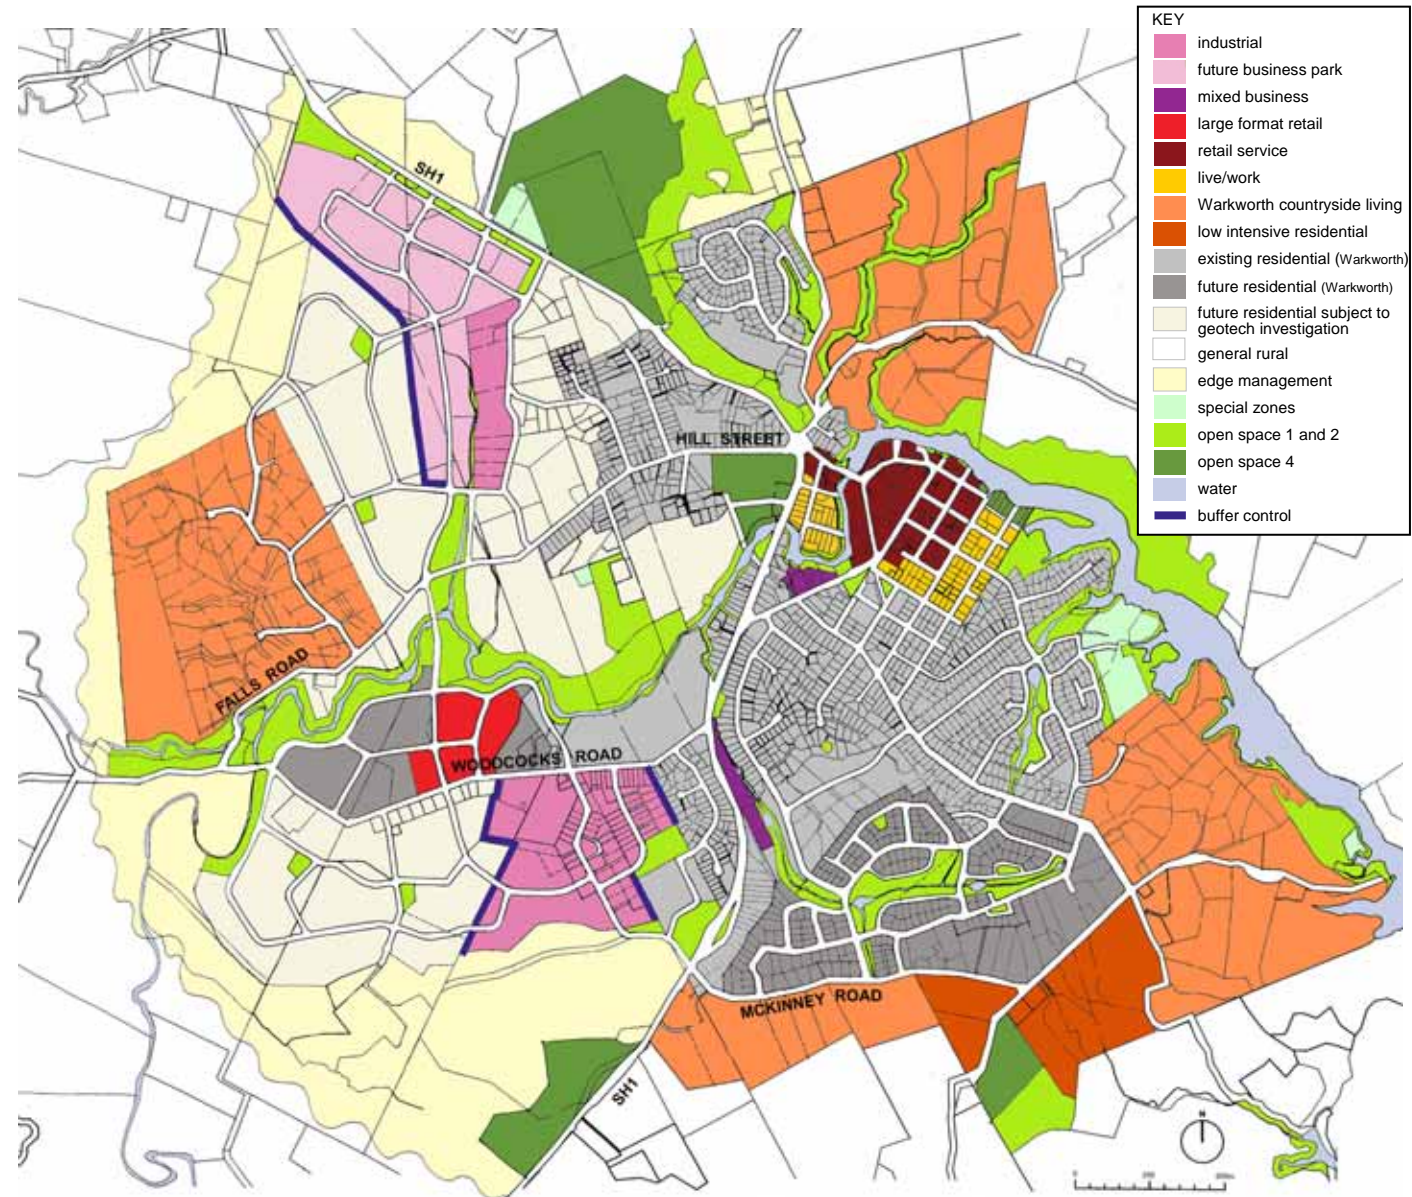 KEY
industrial
future business park
mixed business
large format retail
retail service
live/work
Warkworth countryside living
low intensive residential
existing residential (Warkworth)
future residential (Warkworth)
future residential subject to
geotech investigation
general rural
edge management
special zones
open space 1 and 2
open space 4
water
buffer control
SH1
HILL STREET
FALLS ROAD
WOODCOCKS ROAD
MCKINNEY ROAD
SH1
N
0